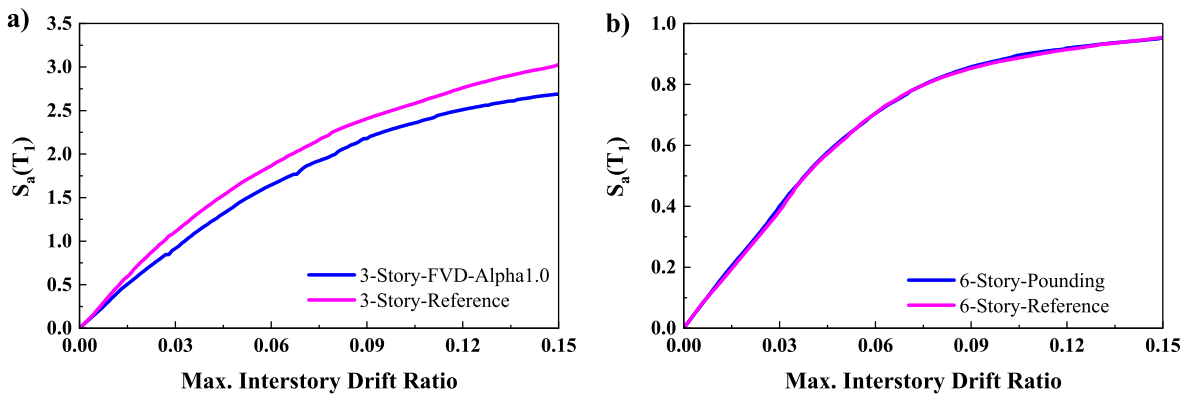 a)
3.5
3.0
2.5
2.0
1.5
1.0
0.5
0.0
Sa(T1)
3-Story-FVD-Alpha1.0
3-Story-Reference
0.00 0.03 0.06 0.09 0.12 0.15
Max. Interstory Drift Ratio
b)
1.0
0.8
0.6
0.4
0.2
0.0
Sa(T1)
6-Story-Pounding
6-Story-Reference
0.00 0.03 0.06 0.09 0.12 0.15
Max. Interstory Drift Ratio